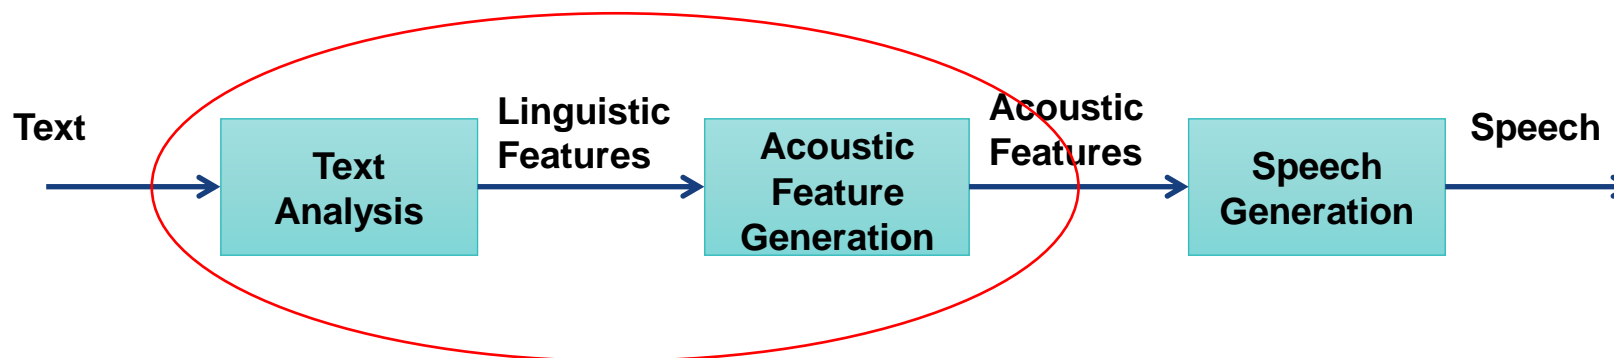 Text
Text
Analysis
Linguistic
Features
Acoustic
Feature
Generation
Acoustic
Features
Speech
Generation
Speech